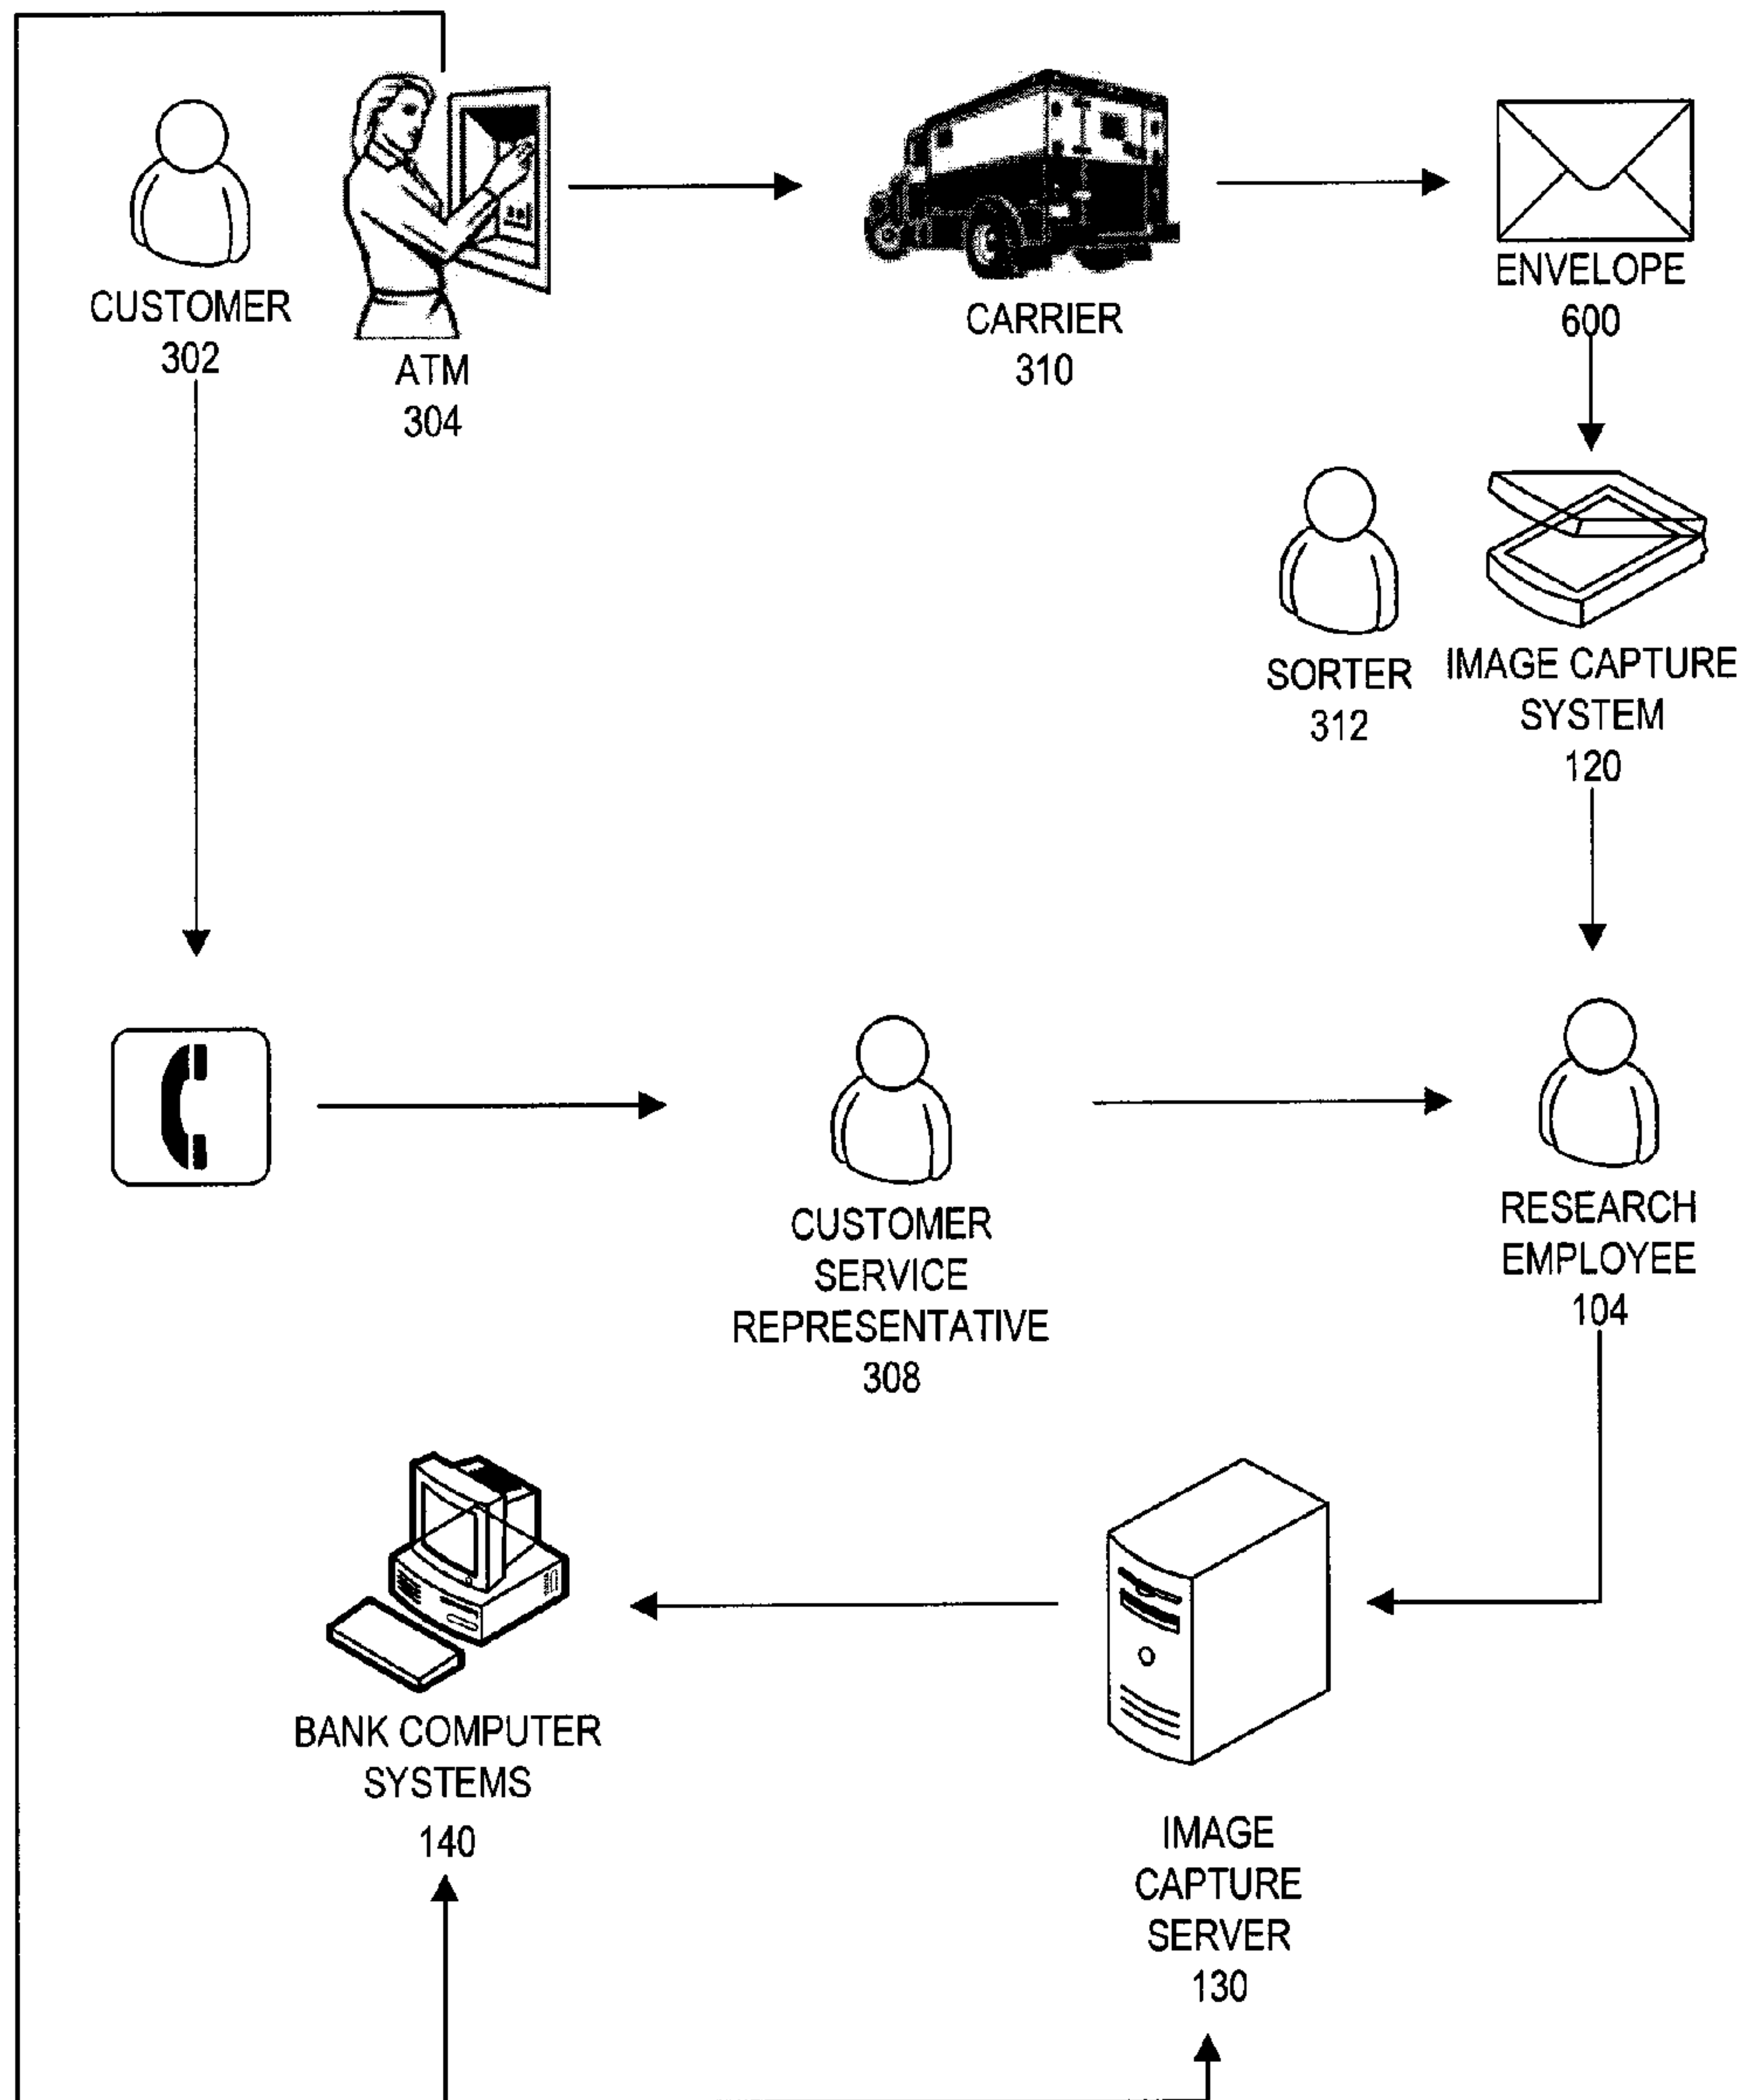 CUSTOMER
302
ATM
304
CARRIER
310
ENVELOPE
600
SORTER
312
IMAGE CAPTURE
SYSTEM
120
CUSTOMER
SERVICE
REPRESENTATIVE
308
RESEARCH
EMPLOYEE
104
BANK COMPUTER
SYSTEMS
140
IMAGE
CAPTURE
SERVER
130